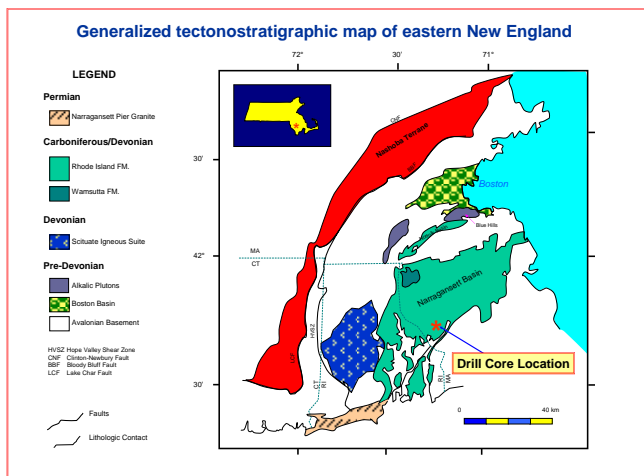 Generalized tectonostratigraphic map of eastern New England
LEGEND
Permian
Narragansett Pier Granite
Carboniferous/Devonian
Rhode Island FM.
Wamsutta FM.
Devonian
Scituate Igneous Suite
Pre-Devonian
Alkalic Plutons
Boston Basin
Avalonian Basement
HVSZ Hope Valley Shear Zone
CNF Clinton-Newbury Fault
BBF Bloody Bluff Fault
LCF Lake Char Fault
Faults
Lithologic Contact
72°
30'
71°
30'
42°
30'
CNF
Nashoba Terrane
BBF
Boston
Blue Hills
MA
CT
Narragansett Basin
HVSZ
LCF
CT
RI
RI
MA
Drill Core Location
0
40 km